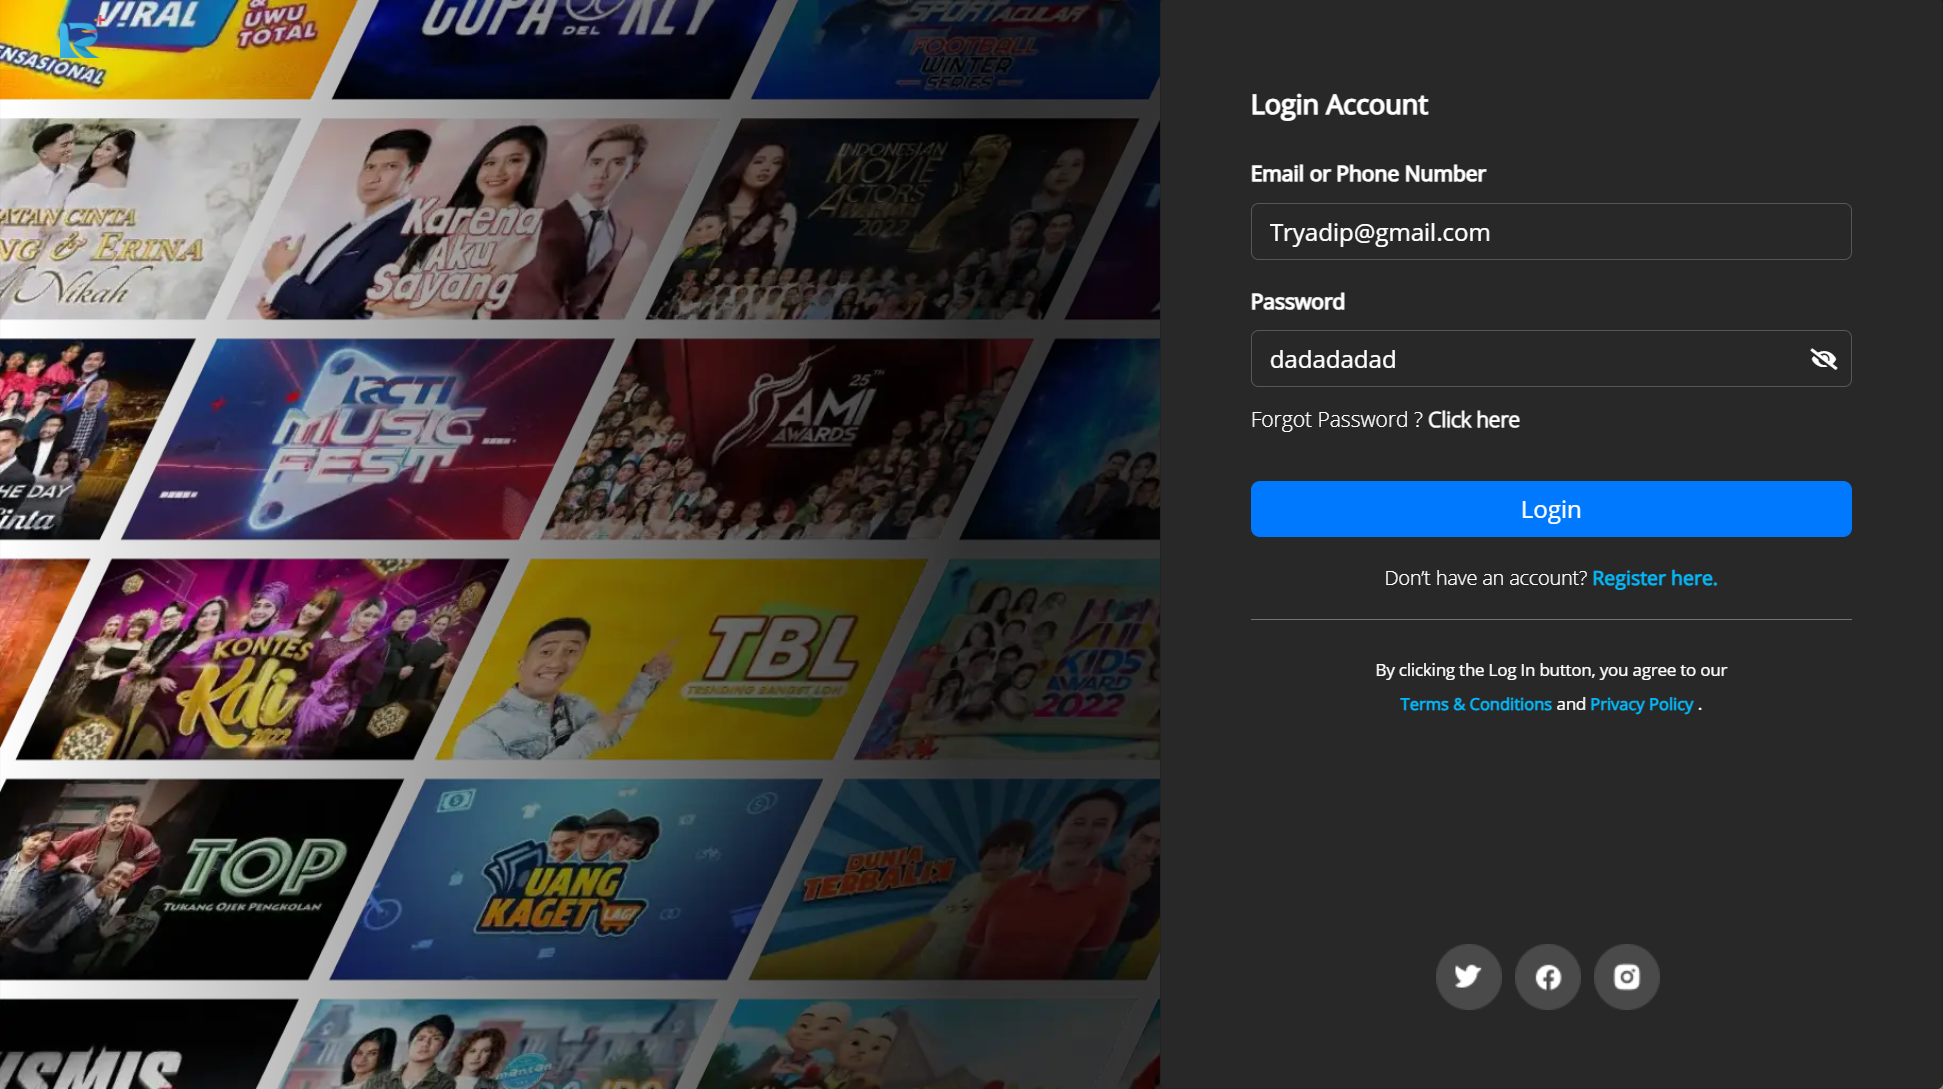 VIRAL
& UWU
TOTAL
NSASIONAL
COPA DEL REY
SPORTACULAR
FOOTBALL
WINTER
SERIES
ATAN CINTA
NG & ERINA
Nikah
Karena
Aku
Sayang
INDONESIAN
MOVIE
ACTORS
AWARDS
2022
HE DAY
Cinta
RCTI
MUSIC
FEST
25TH
AMI
AWARDS
KONTES
Kdi
2022
TBL
TRENDING BANGET LOH
KIDS
AWARD
2022
TOP
TUKANG OJEK PENGKOLAN
UANG
KAGET LAGI
DUNIA
TERBALIK
Login Account
Email or Phone Number
Tryadip@gmail.com
Password
dadadadad
Forgot Password ? Click here
Login
Don't have an account? Register here.
By clicking the Log In button, you agree to our
Terms & Conditions and Privacy Policy .